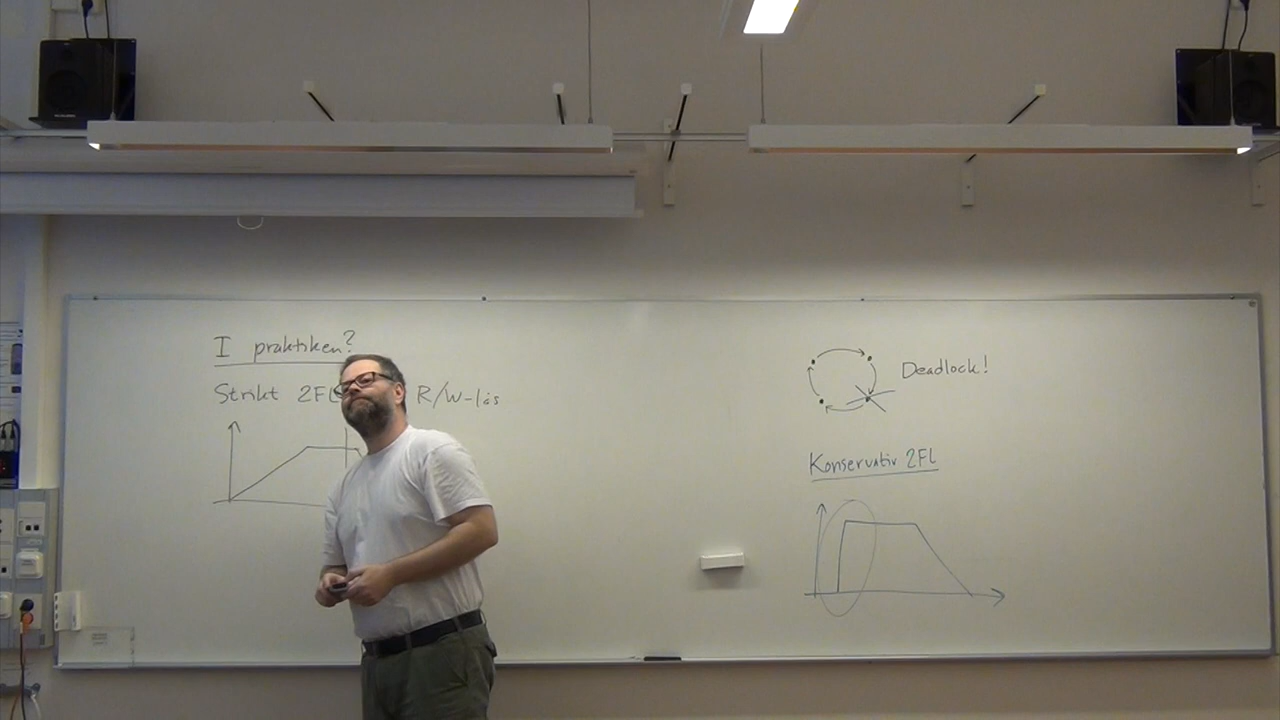 I praktiken?
Strikt 2FL R/W-lås
Deadlock!
Konservativ 2FL